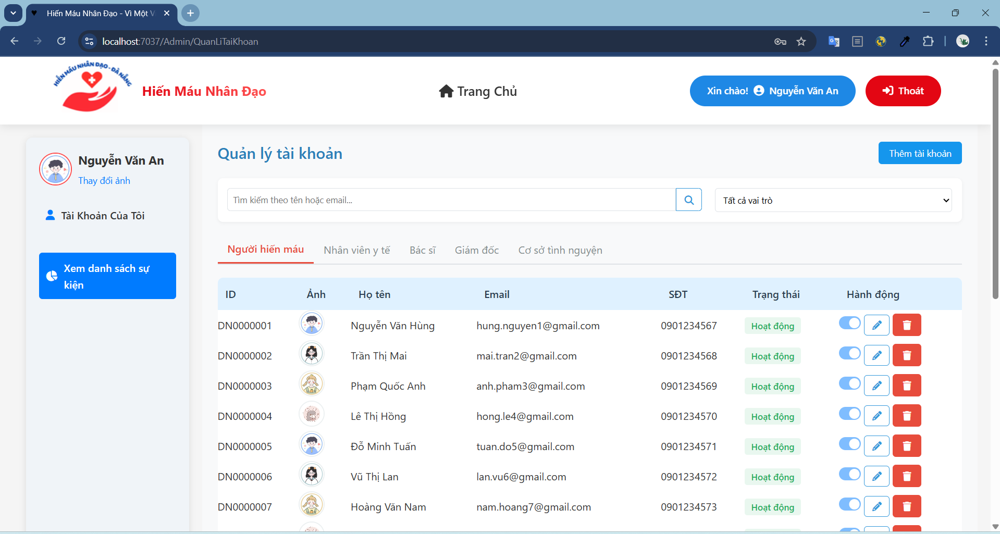 Hiến Máu Nhân Đạo - Vì Một V
localhost:7037/Admin/QuanLiTaiKhoan
HIẾN MÁU NHÂN ĐẠO - ĐÀ NẴNG
Hiến Máu Nhân Đạo
Trang Chủ
Xin chào! Nguyễn Văn An
Thoát
Nguyễn Văn An
Thay đổi ảnh
Tài Khoản Của Tôi
Xem danh sách sự
kiện
Quản lý tài khoản
Thêm tài khoản
Tìm kiếm theo tên hoặc email...
Tất cả vai trò
Người hiến máu Nhân viên y tế Bác sĩ Giám đốc Cơ sở tình nguyện
ID Ảnh Họ tên Email SĐT Trạng thái Hành động
DN0000001 Nguyễn Văn Hùng hung.nguyen1@gmail.com 0901234567 Hoạt động
DN0000002 Trần Thị Mai mai.tran2@gmail.com 0901234568 Hoạt động
DN0000003 Phạm Quốc Anh anh.pham3@gmail.com 0901234569 Hoạt động
DN0000004 Lê Thị Hồng hong.le4@gmail.com 0901234570 Hoạt động
DN0000005 Đỗ Minh Tuấn tuan.do5@gmail.com 0901234571 Hoạt động
DN0000006 Vũ Thị Lan lan.vu6@gmail.com 0901234572 Hoạt động
DN0000007 Hoàng Văn Nam nam.hoang7@gmail.com 0901234573 Hoạt động